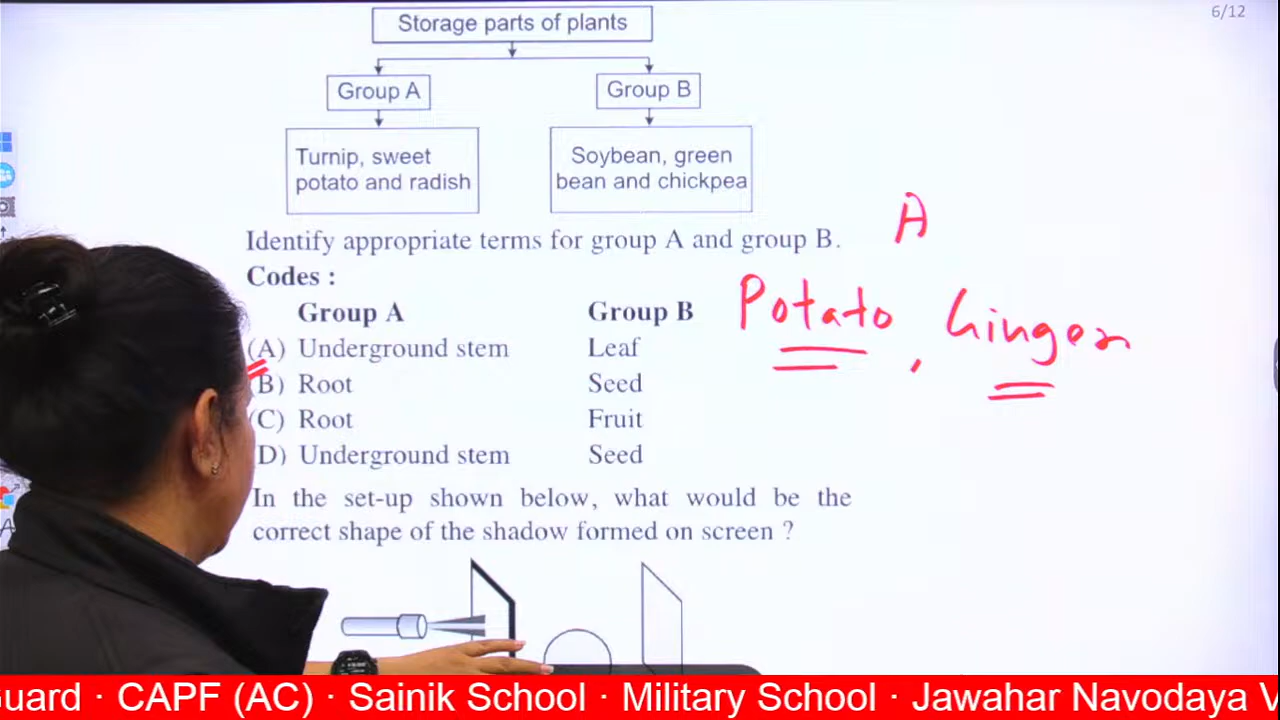 6/12
Storage parts of plants
Group A
Group B
Turnip, sweet
potato and radish
Soybean, green
bean and chickpea
A
Identify appropriate terms for group A and group B.
Codes :
Group A Group B
Potato, Ginger
(A) Underground stem Leaf
(B) Root Seed
(C) Root Fruit
(D) Underground stem Seed
In the set-up shown below, what would be the
correct shape of the shadow formed on screen ?
Guard · CAPF (AC) · Sainik School · Military School · Jawahar Navodaya V